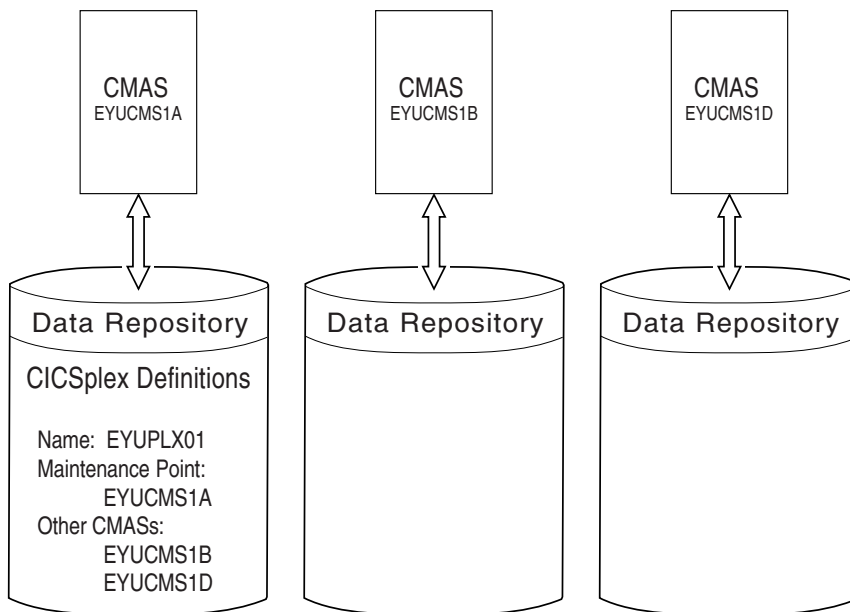 CMAS
EYUCMS1A
CMAS
EYUCMS1B
CMAS
EYUCMS1D
Data Repository
Data Repository
Data Repository
CICSplex Definitions
Name: EYUPLX01
Maintenance Point:
EYUCMS1A
Other CMASs:
EYUCMS1B
EYUCMS1D